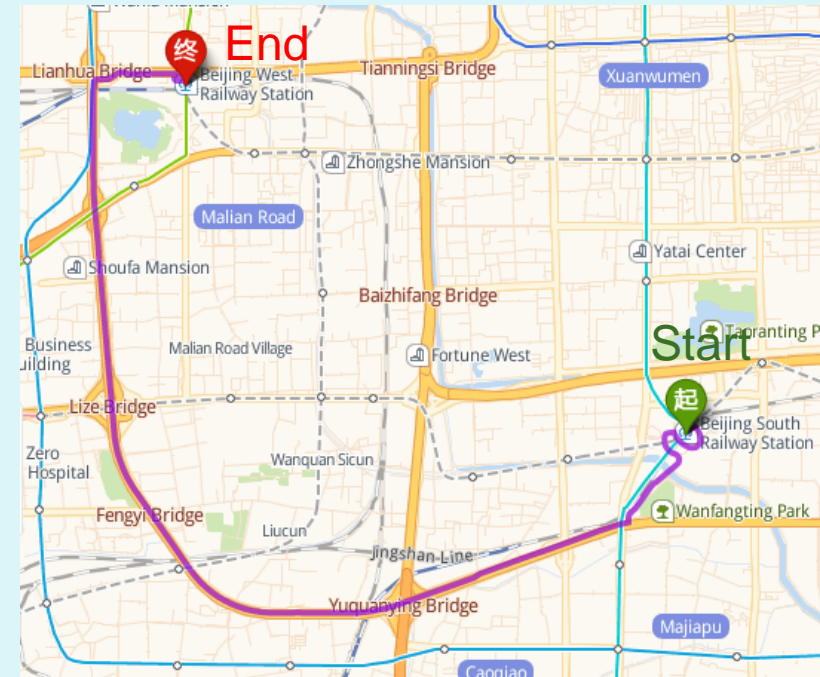 终
End
Lianhua Bridge
Beijing West
Railway Station
Tianningsi Bridge
Xuanwumen
Zhongshe Mansion
Malian Road
Yatai Center
Shoufa Mansion
Baizhifang Bridge
Business
Malian Road Village
Fortune West
Start
Taoranting P
起
Lize Bridge
Beijing South
Railway Station
Zero
Hospital
Wanquan Sicun
Fengyi Bridge
Liucun
Wanfangting Park
Jingshan Line
Yuquanying Bridge
Majiapu
Caoqiao